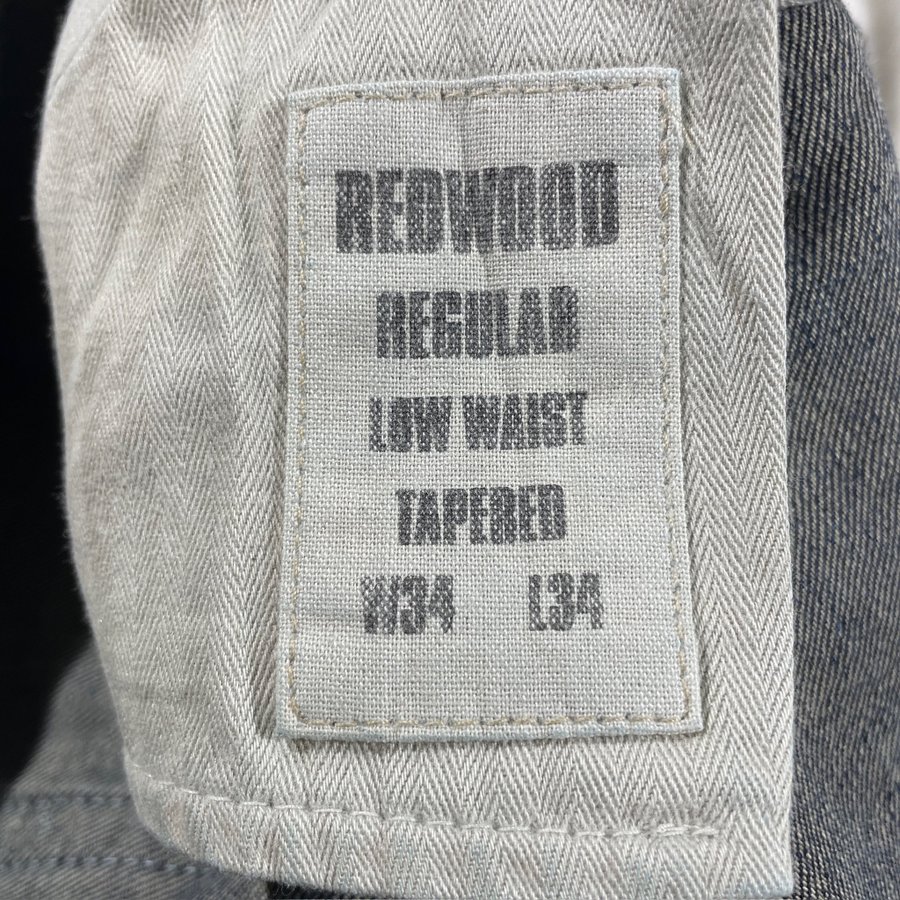 REDWOOD
REGULAR
LOW WAIST
TAPERED
W34 L34